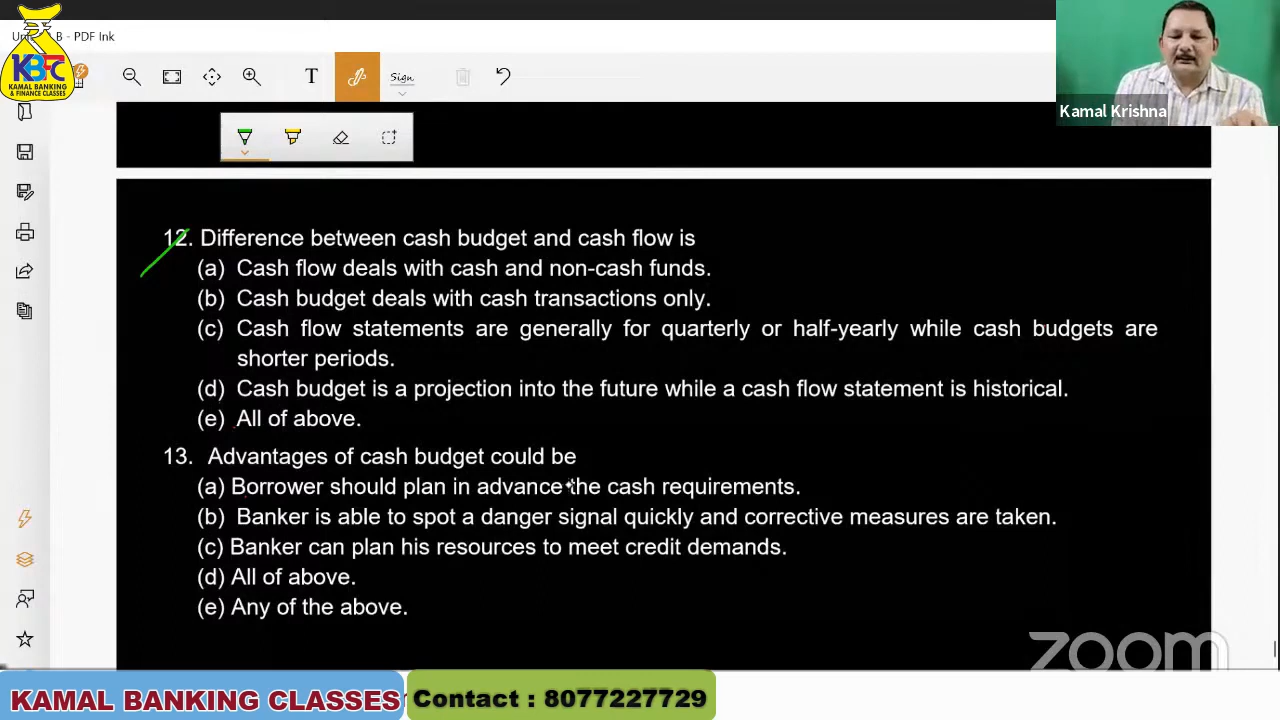 B - PDF Ink
KBFC
KAMAL BANKING
& FINANCE CLASSES
T
Sign
Kamal Krishna
12. Difference between cash budget and cash flow is
(a) Cash flow deals with cash and non-cash funds.
(b) Cash budget deals with cash transactions only.
(c) Cash flow statements are generally for quarterly or half-yearly while cash budgets are
shorter periods.
(d) Cash budget is a projection into the future while a cash flow statement is historical.
(e) All of above.
13. Advantages of cash budget could be
(a) Borrower should plan in advance the cash requirements.
(b) Banker is able to spot a danger signal quickly and corrective measures are taken.
(c) Banker can plan his resources to meet credit demands.
(d) All of above.
(e) Any of the above.
zoom
KAMAL BANKING CLASSES Contact : 8077227729